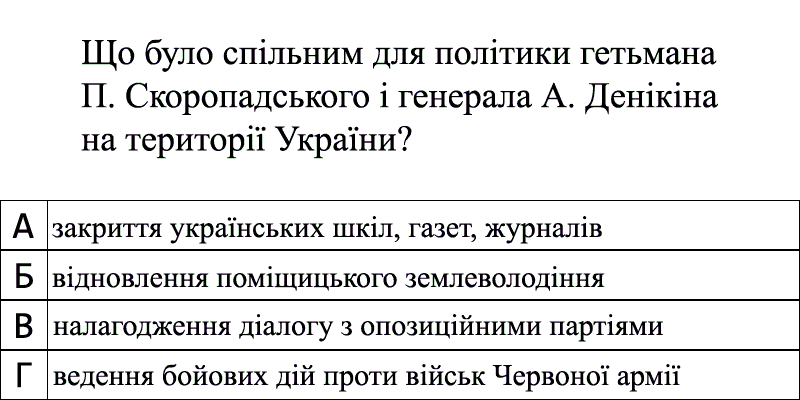 Що було спільним для політики гетьмана
П. Скоропадського і генерала А. Денікіна
на території України?
А закриття українських шкіл, газет, журналів
Б відновлення поміщицького землеволодіння
В налагодження діалогу з опозиційними партіями
Г ведення бойових дій проти військ Червоної армії